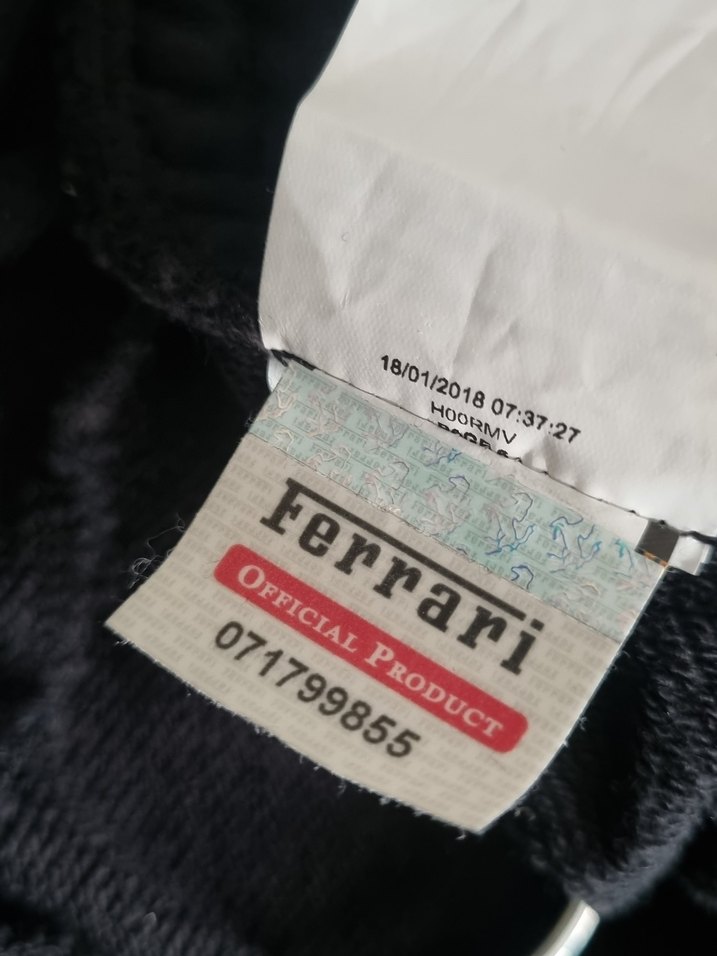 18/01/2018 07:37:27
H00RMV
Ferrari
OFFICIAL PRODUCT
071799855